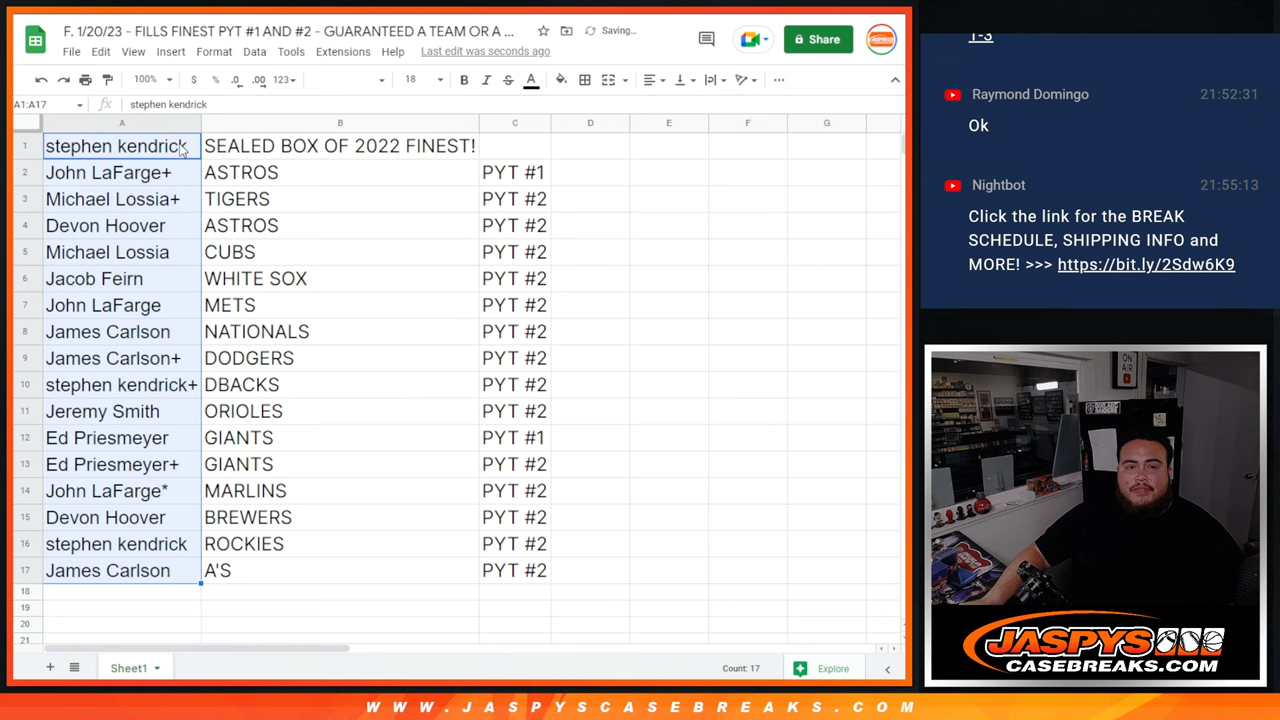 F. 1/20/23 - FILLS FINEST PYT #1 AND #2 - GUARANTEED A TEAM OR A ...
Saving...
Share
File Edit View Insert Format Data Tools Extensions Help Last edit was seconds ago
100% $ % .0 .00 123 18 B I S A
A1:A17 fx stephen kendrick
A B C D E F G
1 stephen kendrick SEALED BOX OF 2022 FINEST!
2 John LaFarge+ ASTROS PYT #1
3 Michael Lossia+ TIGERS PYT #2
4 Devon Hoover ASTROS PYT #2
5 Michael Lossia CUBS PYT #2
6 Jacob Feirn WHITE SOX PYT #2
7 John LaFarge METS PYT #2
8 James Carlson NATIONALS PYT #2
9 James Carlson+ DODGERS PYT #2
10 stephen kendrick+ DBACKS PYT #2
11 Jeremy Smith ORIOLES PYT #2
12 Ed Priesmeyer GIANTS PYT #1
13 Ed Priesmeyer+ GIANTS PYT #2
14 John LaFarge* MARLINS PYT #2
15 Devon Hoover BREWERS PYT #2
16 stephen kendrick ROCKIES PYT #2
17 James Carlson A'S PYT #2
18
19
20
21
Sheet1 Count: 17 Explore
1-3
Raymond Domingo 21:52:31
Ok
Nightbot 21:55:13
Click the link for the BREAK
SCHEDULE, SHIPPING INFO and
MORE! >>> https://bit.ly/2Sdw6K9
ON
AIR
JASPYS
CASEBREAKS.COM
WWW.JASPYSCASEBREAKS.COM